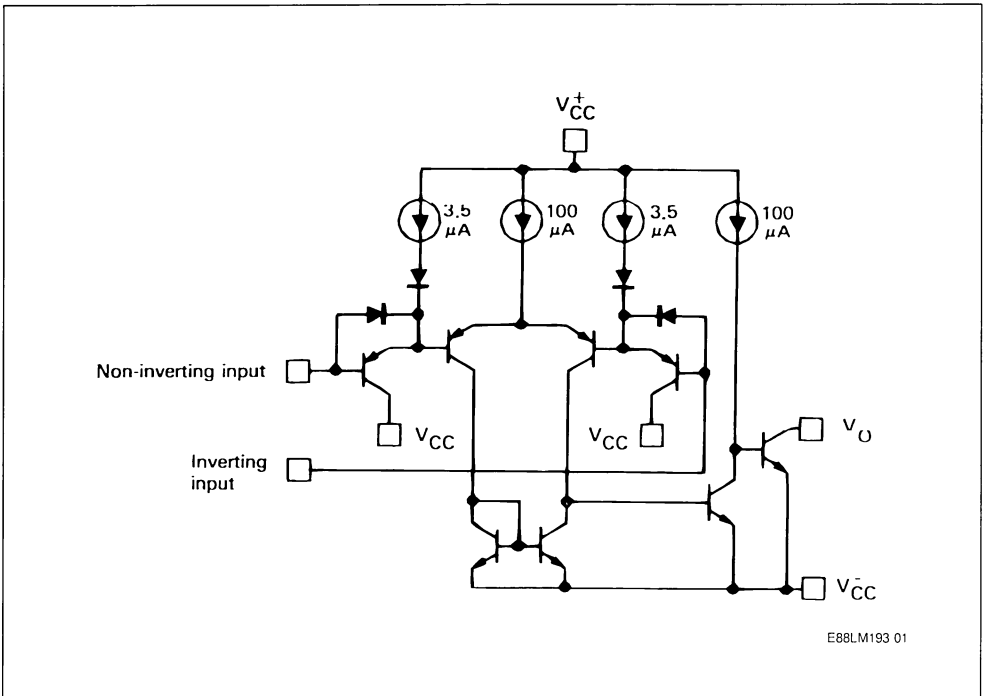 V+CC
3.5
µA
100
µA
3.5
µA
100
µA
Non-inverting input
VCC
VCC
VO
Inverting
input
V-CC
E88LM193 01